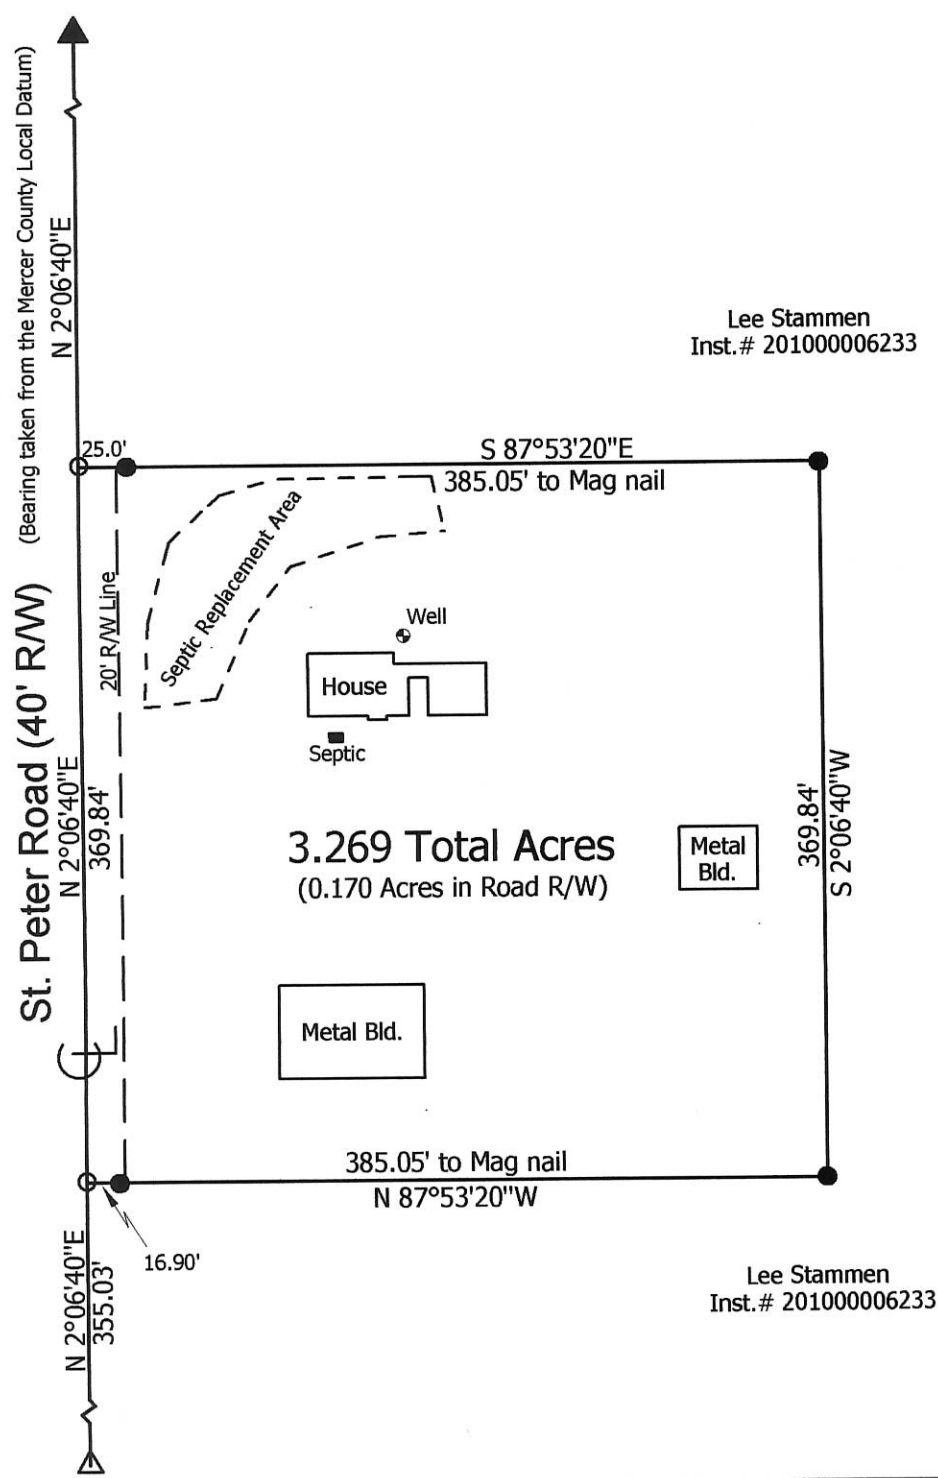 (Bearing taken from the Mercer County Local Datum)
N 2°06'40"E
Lee Stammen
Inst.# 201000006233
25.0'
S 87°53'20"E
385.05' to Mag nail
Septic Replacement Area
20' R/W Line
St. Peter Road (40' R/W)
Well
House
Septic
N 2°06'40"E
369.84'
3.269 Total Acres
(0.170 Acres in Road R/W)
Metal
Bld.
369.84'
S 2°06'40"W
Metal Bld.
385.05' to Mag nail
N 87°53'20"W
16.90'
N 2°06'40"E
355.03'
Lee Stammen
Inst.# 201000006233